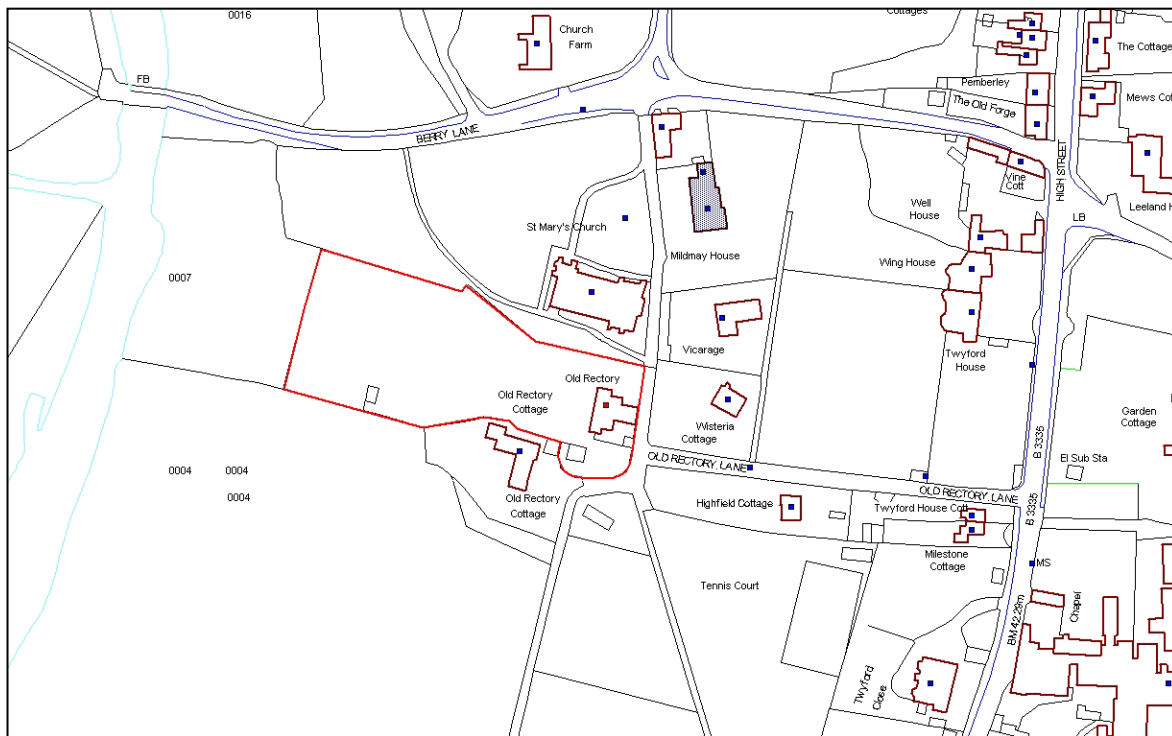 0016
Cottages
Church
Farm
The Cottage
FB
Pemberley
The Old Forge
Mews Cot
BERRY LANE
HIGH STREET
Vine
Cott
Leeland H
Well
House
LB
St Mary's Church
Mildmay House
Wing House
0007
Vicarage
Twyford
House
Old Rectory
Old Rectory
Cottage
Wisteria
Cottage
Garden
Cottage
B 3335
OLD RECTORY LANE
El Sub Sta
0004
0004
0004
Old Rectory
Cottage
Highfield Cottage
OLD RECTORY LANE
Twyford House Cott
B 3335
Milestone
Cottage
MS
Tennis Court
Chapel
BM 42.29m
Twyford
Close